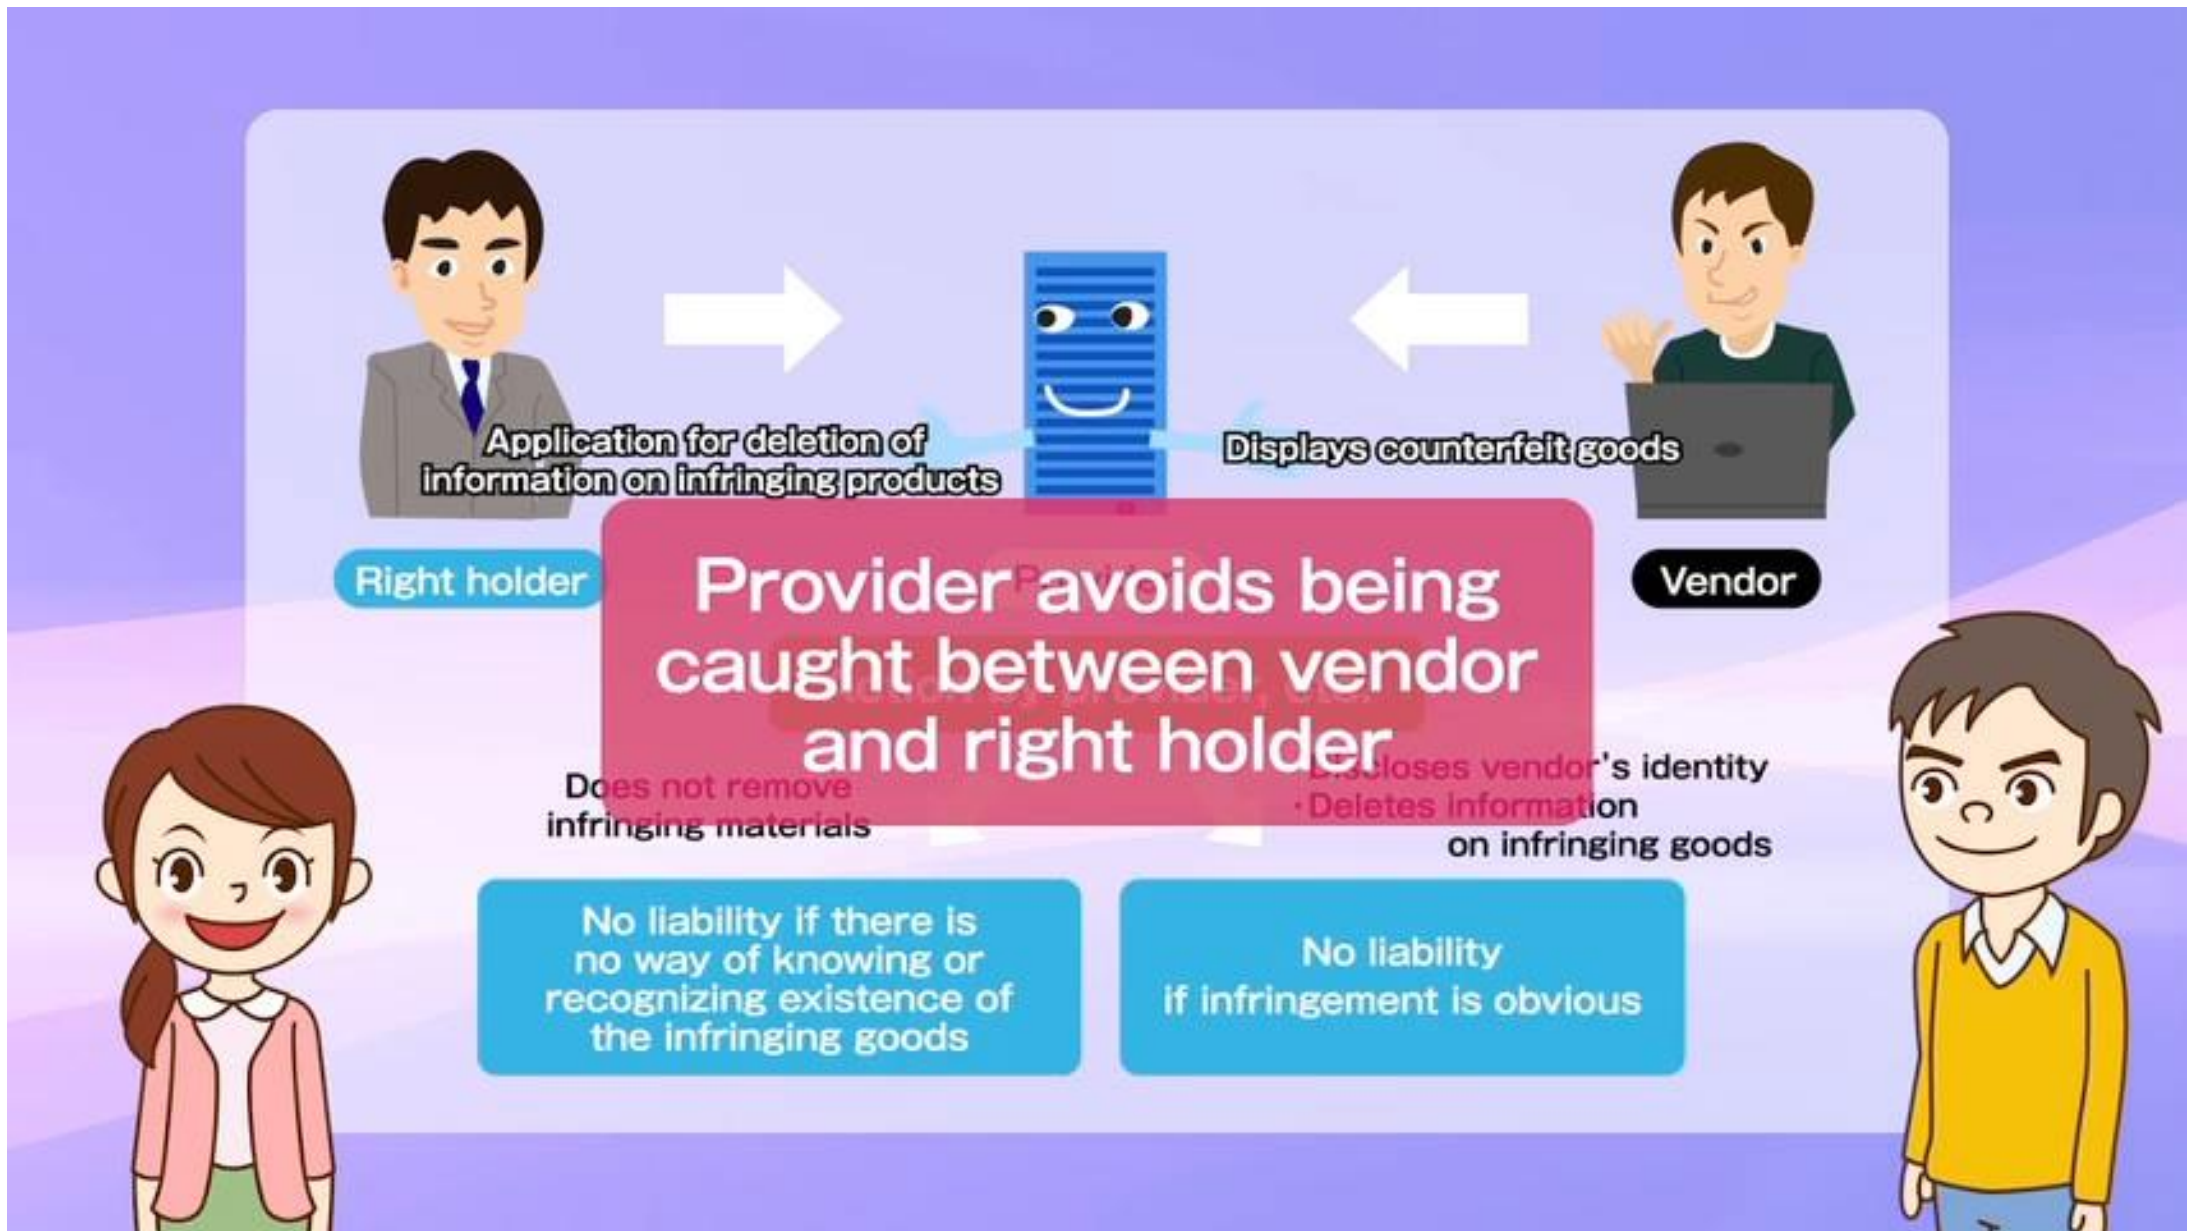 Application for deletion of
information on infringing products
Displays counterfeit goods
Right holder
Vendor
Provider avoids being
caught between vendor
and right holder
Does not remove
infringing materials
Discloses vendor's identity
・Deletes information
on infringing goods
No liability if there is
no way of knowing or
recognizing existence of
the infringing goods
No liability
if infringement is obvious